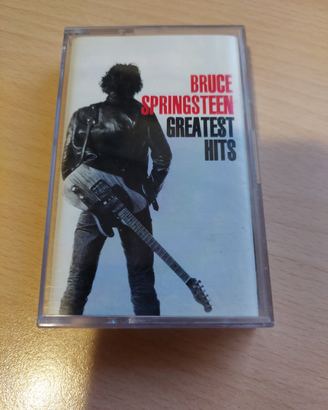 BRUCE
SPRINGSTEEN
GREATEST
HITS